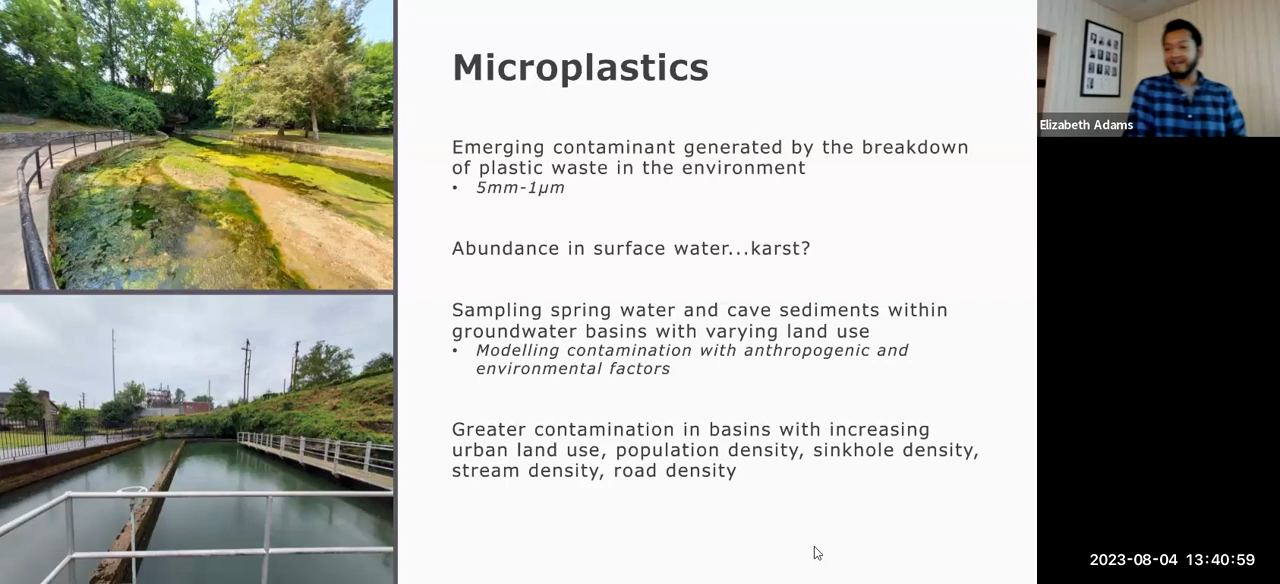 Microplastics
Emerging contaminant generated by the breakdown
of plastic waste in the environment
• 5mm-1µm
Abundance in surface water...karst?
Sampling spring water and cave sediments within
groundwater basins with varying land use
• Modelling contamination with anthropogenic and
environmental factors
Greater contamination in basins with increasing
urban land use, population density, sinkhole density,
stream density, road density
Elizabeth Adams
2023-08-04 13:40:59